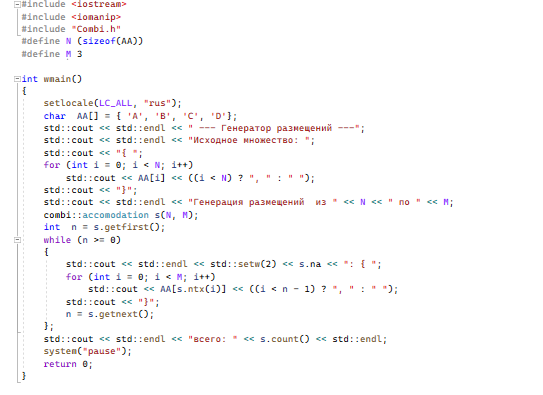 #include <iostream>
#include <iomanip>
#include "Combi.h"
#define N (sizeof(AA))
#define M 3
int wmain()
{
setlocale(LC_ALL, "rus");
char  AA[] = { 'A', 'B', 'C', 'D'};
std::cout << std::endl << " --- Генератор размещений ---";
std::cout << std::endl << "Исходное множество: ";
std::cout << "{ ";
for (int i = 0; i < N; i++)
std::cout << AA[i] << ((i < N) ? ", " : " ");
std::cout << "}";
std::cout << std::endl << "Генерация размещений  из " << N << " по " << M;
combi::accomodation s(N, M);
int  n = s.getfirst();
while (n >= 0)
{
std::cout << std::endl << std::setw(2) << s.na << ": { ";
for (int i = 0; i < M; i++)
std::cout << AA[s.ntx(i)] << ((i < n - 1) ? ", " : " ");
std::cout << "}";
n = s.getnext();
};
std::cout << std::endl << "всего: " << s.count() << std::endl;
system("pause");
return 0;
}